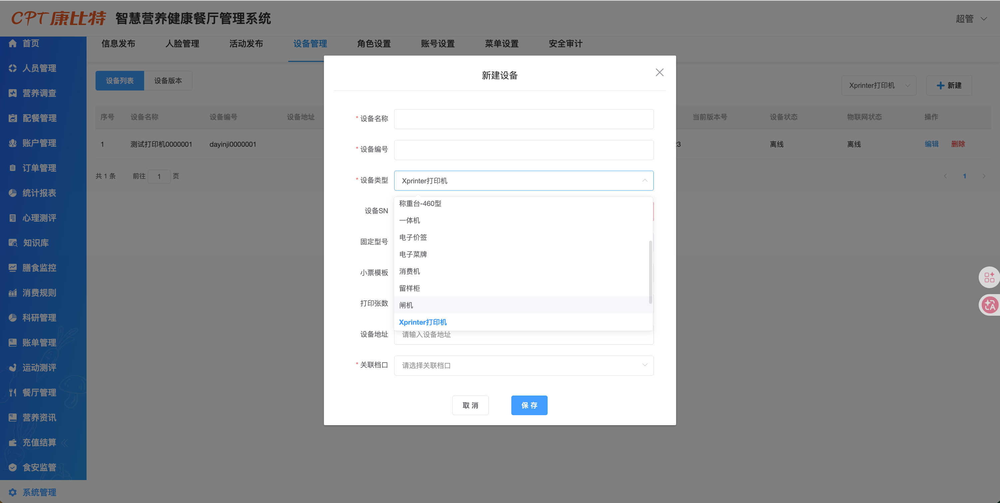 CPT康比特 智慧营养健康餐厅管理系统
超管
首页
人员管理
营养调查
配餐管理
账户管理
订单管理
统计报表
心理测评
知识库
膳食监控
消费规则
科研管理
账单管理
运动测评
餐厅管理
营养资讯
充值结算
食安监管
系统管理
信息发布 人脸管理 活动发布 设备管理 角色设置 账号设置 菜单设置 安全审计
设备列表 设备版本
Xprinter打印机 新建
序号 设备名称 设备编号 设备地址 当前版本号 设备状态 物联网状态 操作
1 测试打印机0000001 dayinji0000001 23 离线 离线 编辑 删除
共 1 条 前往 1 页
1
新建设备
* 设备名称
* 设备编号
* 设备类型 Xprinter打印机
设备SN
固定型号
小票模板
打印张数
称重台-460型
一体机
电子价签
电子菜牌
消费机
留样柜
闸机
Xprinter打印机
设备地址 请输入设备地址
* 关联档口 请选择关联档口
取 消 保 存